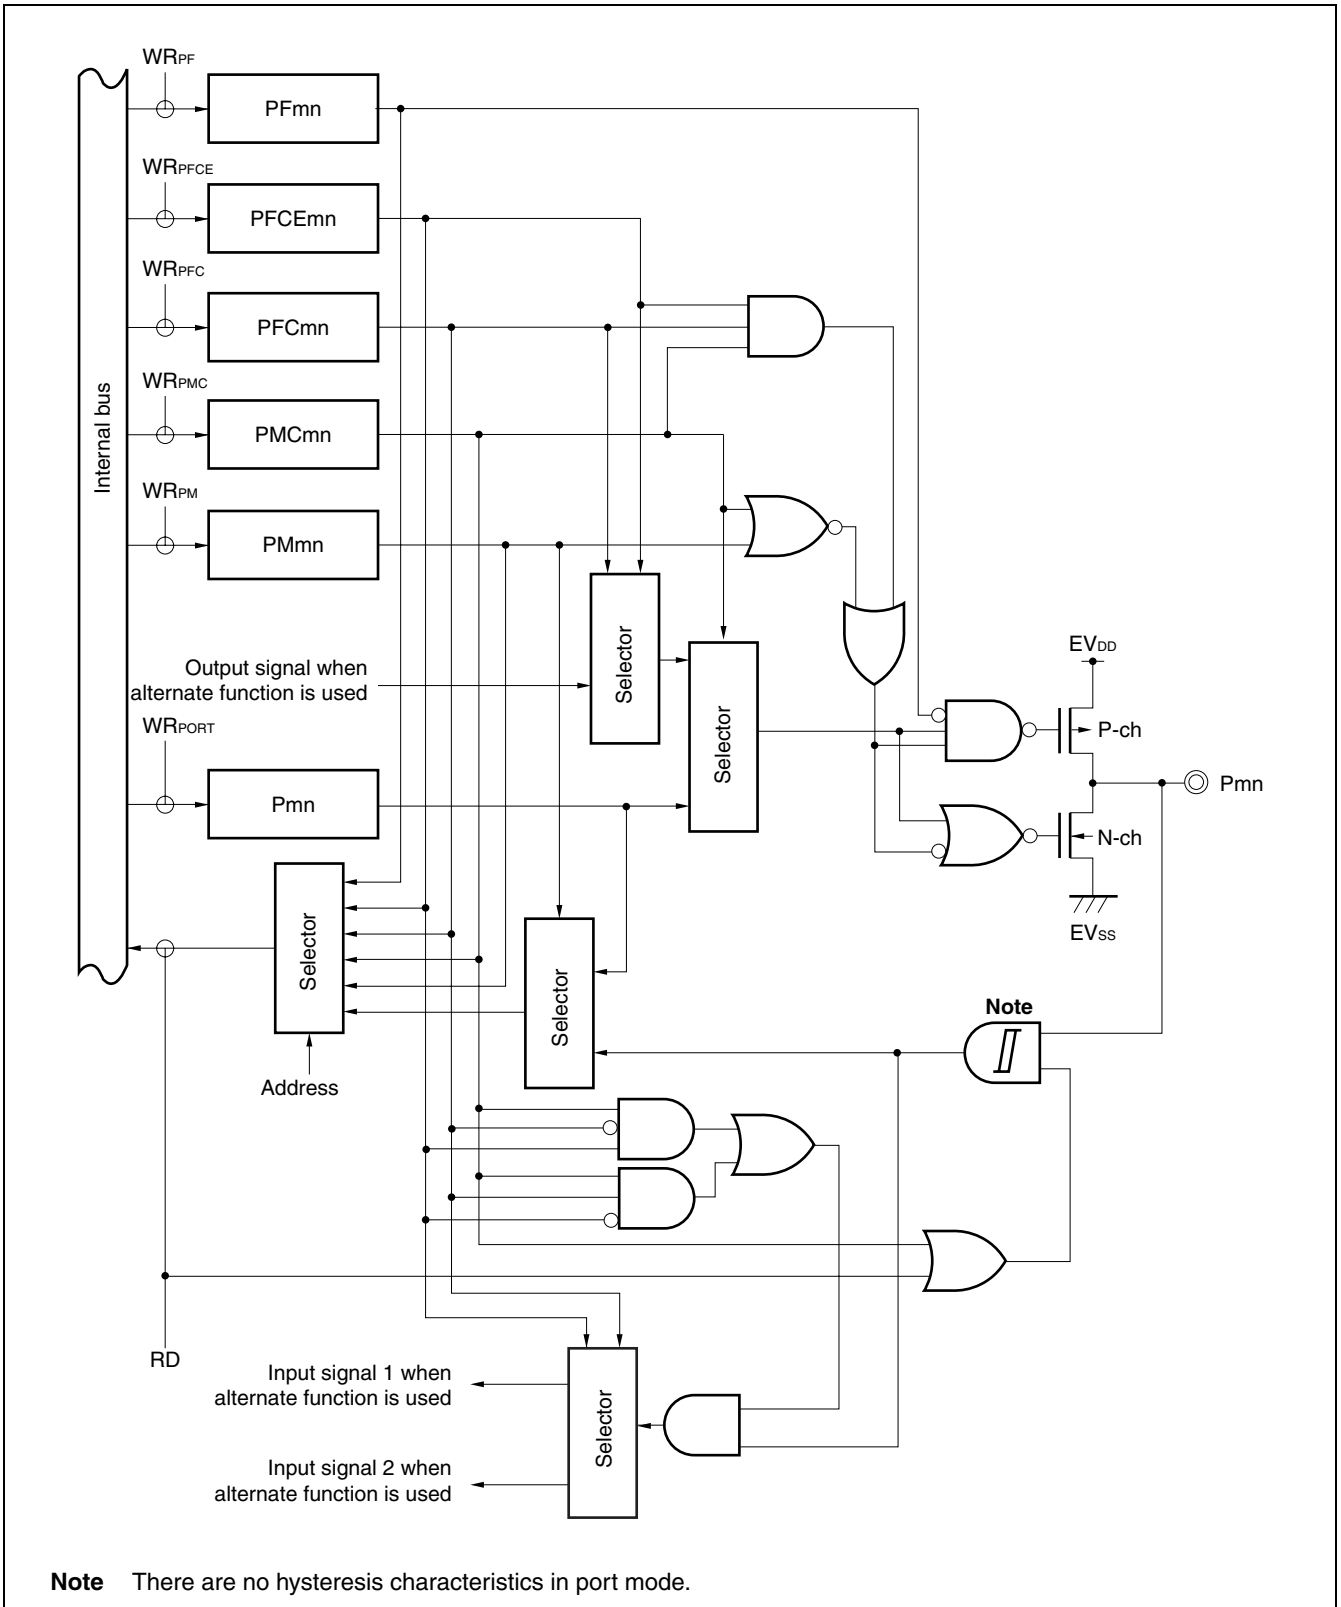 WRPF
PFmn
WRPFCE
PFCEmn
WRPFC
PFCmn
WRPMC
PMCmn
Internal bus
WRPM
PMmn
Output signal when
alternate function is used
Selector
Selector
WRPORT
Pmn
EVDD
P-ch
Pmn
N-ch
EVSS
Selector
Address
Selector
Note
RD
Input signal 1 when
alternate function is used
Selector
Input signal 2 when
alternate function is used
Note There are no hysteresis characteristics in port mode.